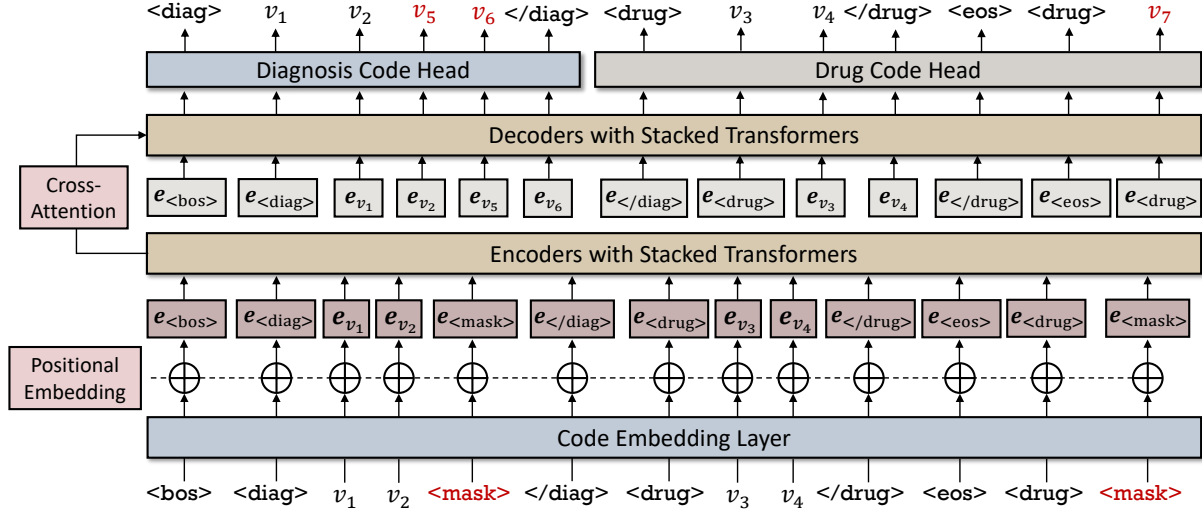 <diag> v1 v2 v5 v6 </diag> <drug> v3 v4 </drug> <eos> <drug> v7
Diagnosis Code Head Drug Code Head
Decoders with Stacked Transformers
Cross-
Attention
e<bos> e<diag> ev1 ev2 ev5 ev6 e</diag> e<drug> ev3 ev4 e</drug> e<eos> e<drug>
Encoders with Stacked Transformers
e<bos> e<diag> ev1 ev2 e<mask> e</diag> e<drug> ev3 ev4 e</drug> e<eos> e<drug> e<mask>
Positional
Embedding
Code Embedding Layer
<bos> <diag> v1 v2 <mask> </diag> <drug> v3 v4 </drug> <eos> <drug> <mask>